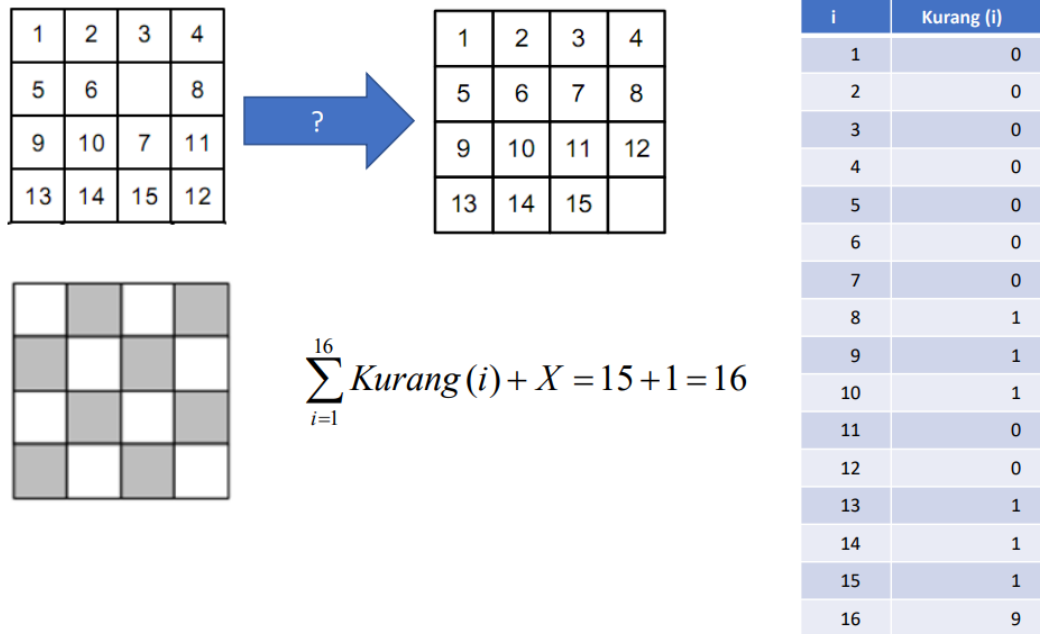 1 2 3 4
5 6 8
9 10 7 11
13 14 15 12
?
1 2 3 4
5 6 7 8
9 10 11 12
13 14 15
16
∑ Kurang (i) + X = 15 + 1 = 16
i=1
i Kurang (i)
1 0
2 0
3 0
4 0
5 0
6 0
7 0
8 1
9 1
10 1
11 0
12 0
13 1
14 1
15 1
16 9